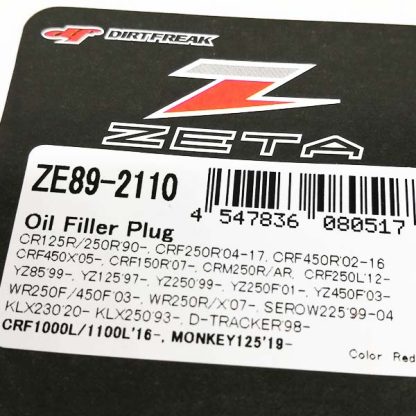 DIRTFREAK
ZETA
ZE89-2110
4 547836 080517
Oil Filler Plug
CR125R/250R'90-, CRF250R'04-17, CRF450R'02-16
CRF450X'05-, CRF150R'07-, CRM250R/AR, CRF250L'12-
YZ85'99-, YZ125'97-, YZ250'99-, YZ250F'01-, YZ450F'03-
WR250F/450F'03-, WR250R/X'07-, SEROW225'99-04
KLX230'20- KLX250'93-, D-TRACKER'98-
CRF1000L/1100L'16-, MONKEY125'19-
Color Red